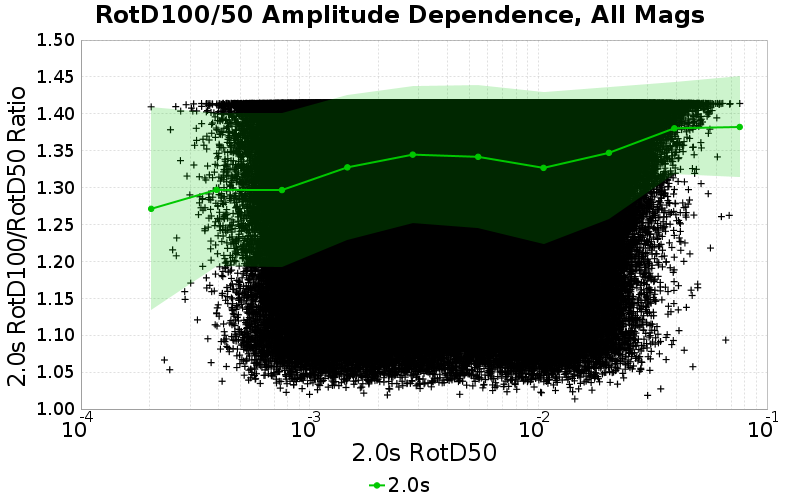 RotD100/50 Amplitude Dependence, All Mags
2.0s RotD100/RotD50 Ratio
1.50
1.45
1.40
1.35
1.30
1.25
1.20
1.15
1.10
1.05
1.00
10-4 10-3 10-2 10-1
2.0s RotD50
2.0s